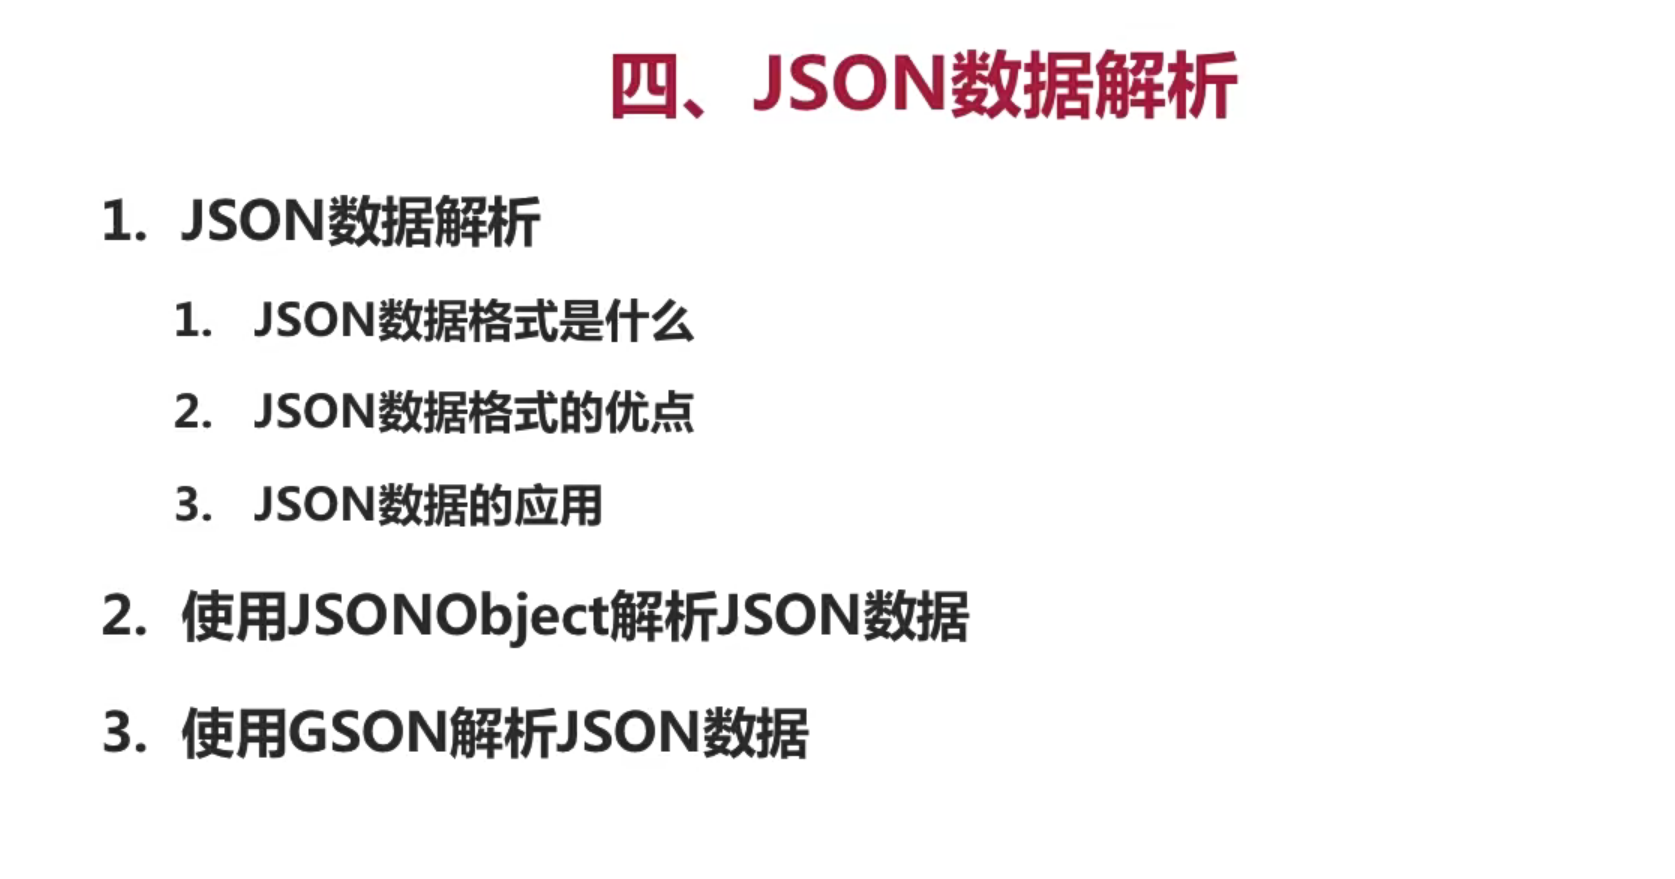 四、JSON数据解析
1. JSON数据解析
1. JSON数据格式是什么
2. JSON数据格式的优点
3. JSON数据的应用
2. 使用JSONObject解析JSON数据
3. 使用GSON解析JSON数据